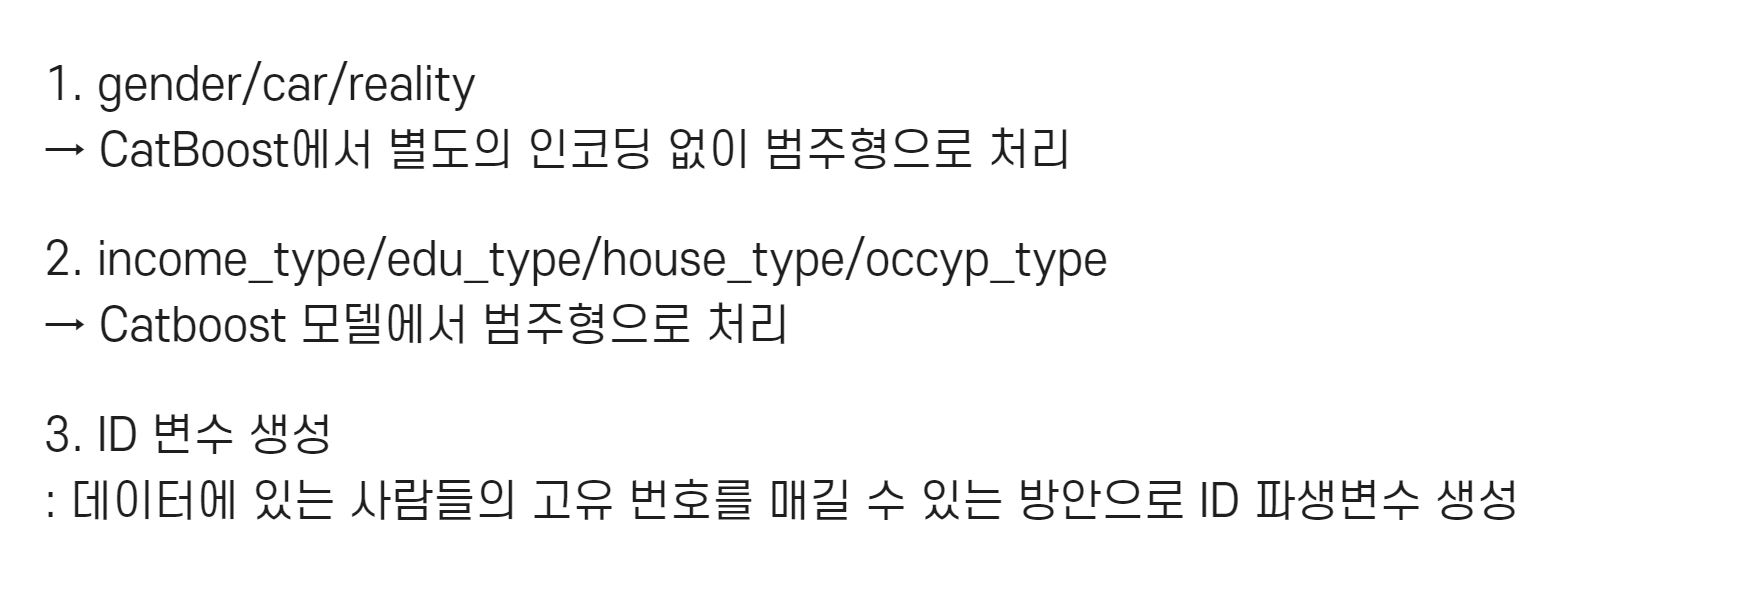 1. gender/car/reality
→ CatBoost에서 별도의 인코딩 없이 범주형으로 처리
2. income_type/edu_type/house_type/occyp_type
→ Catboost 모델에서 범주형으로 처리
3. ID 변수 생성
: 데이터에 있는 사람들의 고유 번호를 매길 수 있는 방안으로 ID 파생변수 생성